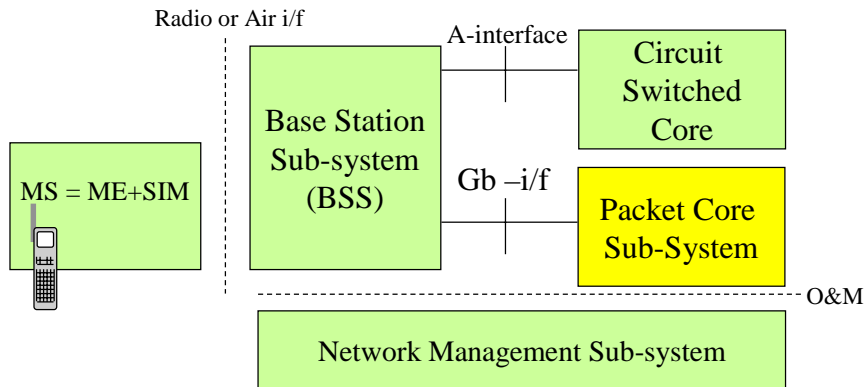 Radio or Air i/f
A-interface
Circuit
Switched
Core
Base Station
Sub-system
(BSS)
MS = ME+SIM
Gb –i/f
Packet Core
Sub-System
O&M
Network Management Sub-system